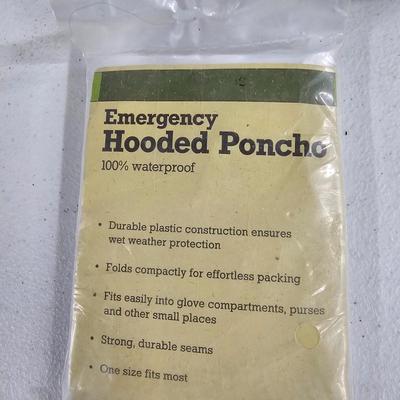 Emergency
Hooded Poncho
100% waterproof
• Durable plastic construction ensures
wet weather protection
• Folds compactly for effortless packing
• Fits easily into glove compartments, purses
and other small places
• Strong, durable seams
• One size fits most